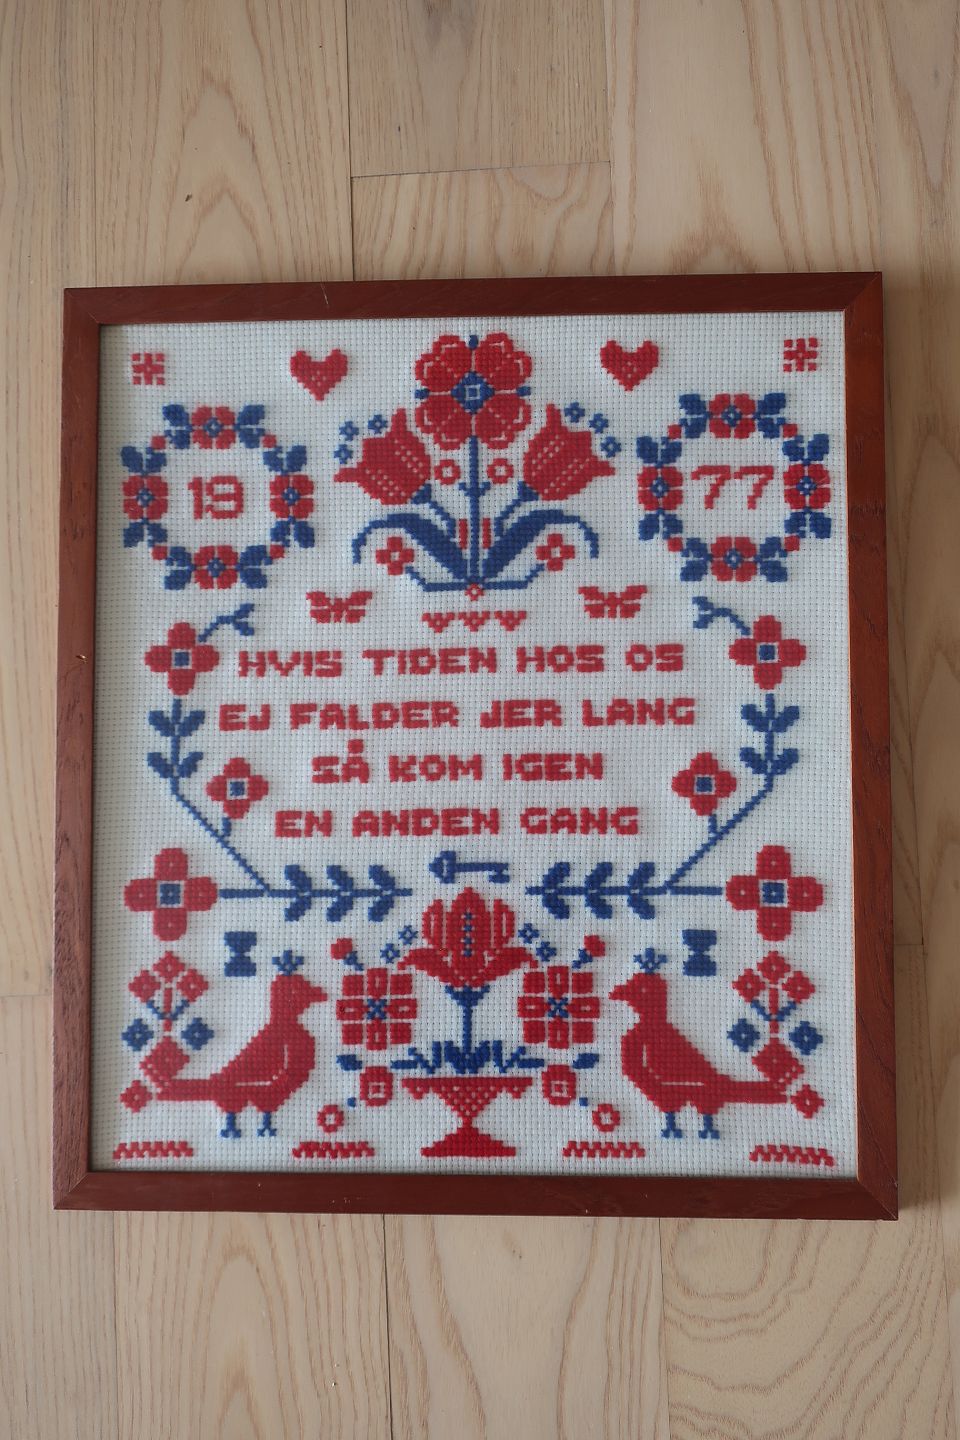 19 77
HVIS TIDEN HOS OS
EJ FALDER JER LANG
SÅ KOM IGEN
EN ANDEN GANG